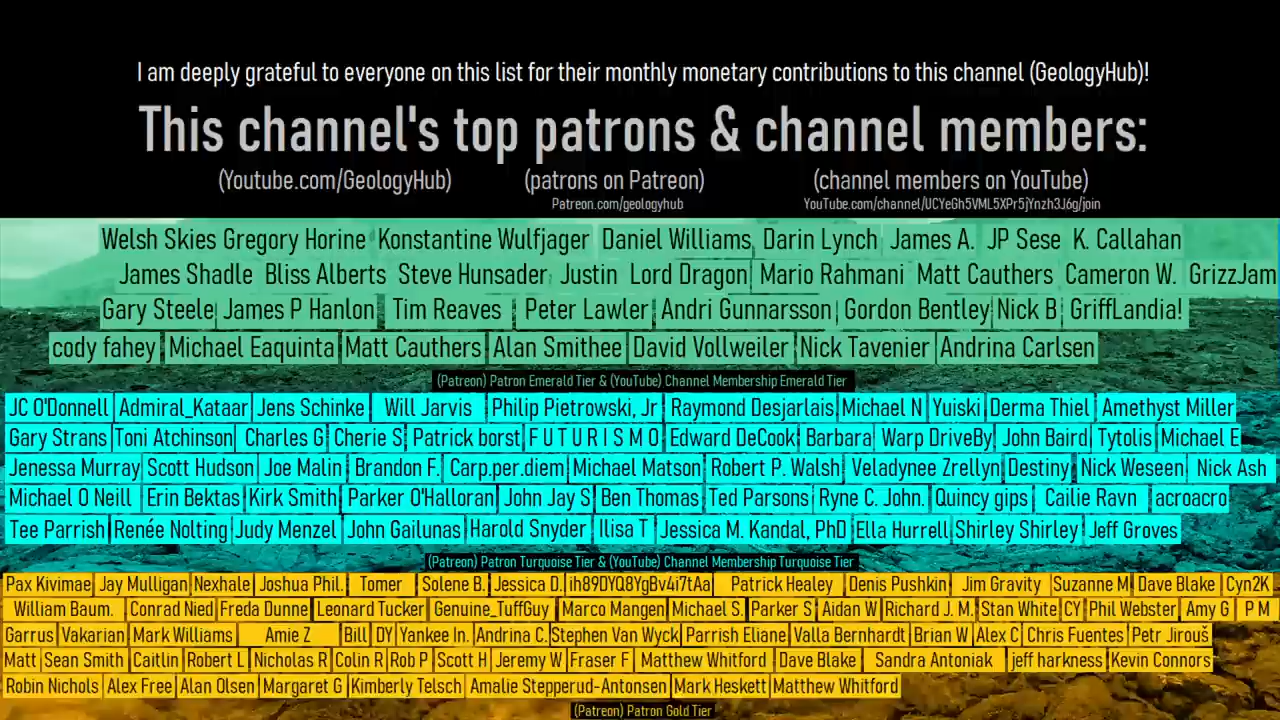 I am deeply grateful to everyone on this list for their monthly monetary contributions to this channel (GeologyHub)!
This channel's top patrons & channel members:
(Youtube.com/GeologyHub) (patrons on Patreon) (channel members on YouTube)
Patreon.com/geologyhub YouTube.com/channel/UCYeGh5VML5XPr5jYnzh3J6g/join
Welsh Skies Gregory Horine Konstantine Wulfjager Daniel Williams Darin Lynch James A. JP Sese K. Callahan
James Shadle Bliss Alberts Steve Hunsader Justin Lord Dragon Mario Rahmani Matt Cauthers Cameron W. GrizzJam
Gary Steele James P Hanlon Tim Reaves Peter Lawler Andri Gunnarsson Gordon Bentley Nick B GriffLandia!
cody fahey Michael Eaquinta Matt Cauthers Alan Smithee David Vollweiler Nick Tavenier Andrina Carlsen
(Patreon) Patron Emerald Tier & (YouTube) Channel Membership Emerald Tier
JC O'Donnell Admiral_Kataar Jens Schinke Will Jarvis Philip Pietrowski, Jr Raymond Desjarlais Michael N Yuiski Derma Thiel Amethyst Miller
Gary Strans Toni Atchinson Charles G Cherie S Patrick borst F U T U R I S M O Edward DeCook Barbara Warp DriveBy John Baird Tytolis Michael E
Jenessa Murray Scott Hudson Joe Malin Brandon F. Carp.per.diem Michael Matson Robert P. Walsh Veladynee Zrellyn Destiny Nick Weseen Nick Ash
Michael O Neill Erin Bektas Kirk Smith Parker O'Halloran John Jay S Ben Thomas Ted Parsons Ryne C. John. Quincy gips Cailie Ravn acroacro
Tee Parrish Renée Nolting Judy Menzel John Gailunas Harold Snyder Ilisa T Jessica M. Kandal, PhD Ella Hurrell Shirley Shirley Jeff Groves
(Patreon) Patron Turquoise Tier & (YouTube) Channel Membership Turquoise Tier
Pax Kivimae Jay Mulligan Nexhale Joshua Phil. Tomer Solene B. Jessica D. ih89DYQ8YgBv4i7tAa Patrick Healey Denis Pushkin Jim Gravity Suzanne M Dave Blake Cyn2K
William Baum. Conrad Nied Freda Dunne Leonard Tucker Genuine_TuffGuy Marco Mangen Michael S. Parker S Aidan W Richard J. M. Stan White CY Phil Webster Amy G P M
Garrus Vakarian Mark Williams Amie Z Bill DY Yankee In. Andrina C. Stephen Van Wyck Parrish Eliane Valla Bernhardt Brian W Alex C Chris Fuentes Petr Jirouš
Matt Sean Smith Caitlin Robert L Nicholas R Colin R Rob P Scott H Jeremy W Fraser F Matthew Whitford Dave Blake Sandra Antoniak jeff harkness Kevin Connors
Robin Nichols Alex Free Alan Olsen Margaret G Kimberly Telsch Amalie Stepperud-Antonsen Mark Heskett Matthew Whitford
(Patreon) Patron Gold Tier